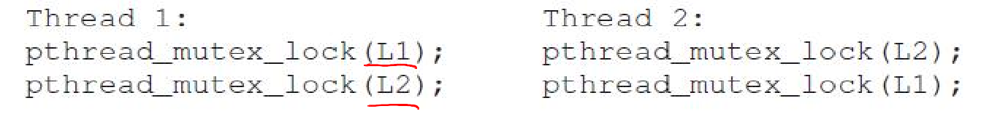 Thread 1:
pthread_mutex_lock(L1);
pthread_mutex_lock(L2);
Thread 2:
pthread_mutex_lock(L2);
pthread_mutex_lock(L1);